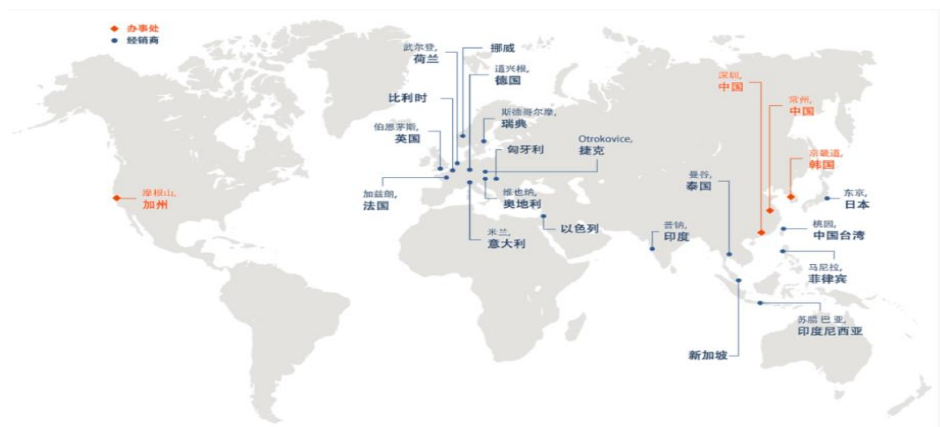 办事处
经销商
武尔登,
荷兰
挪威
道兴根,
德国
比利时
伯恩茅斯,
英国
斯德哥尔摩,
瑞典
匈牙利
Otrokovice,
捷克
深圳,
中国
常州,
中国
京畿道,
韩国
曼谷,
泰国
东京,
日本
摩根山,
加州
加兹朗,
法国
维也纳,
奥地利
米兰,
意大利
以色列
普钠,
印度
桃园,
中国台湾
马尼拉,
菲律宾
苏腊 巴 亚,
印度尼西亚
新加坡